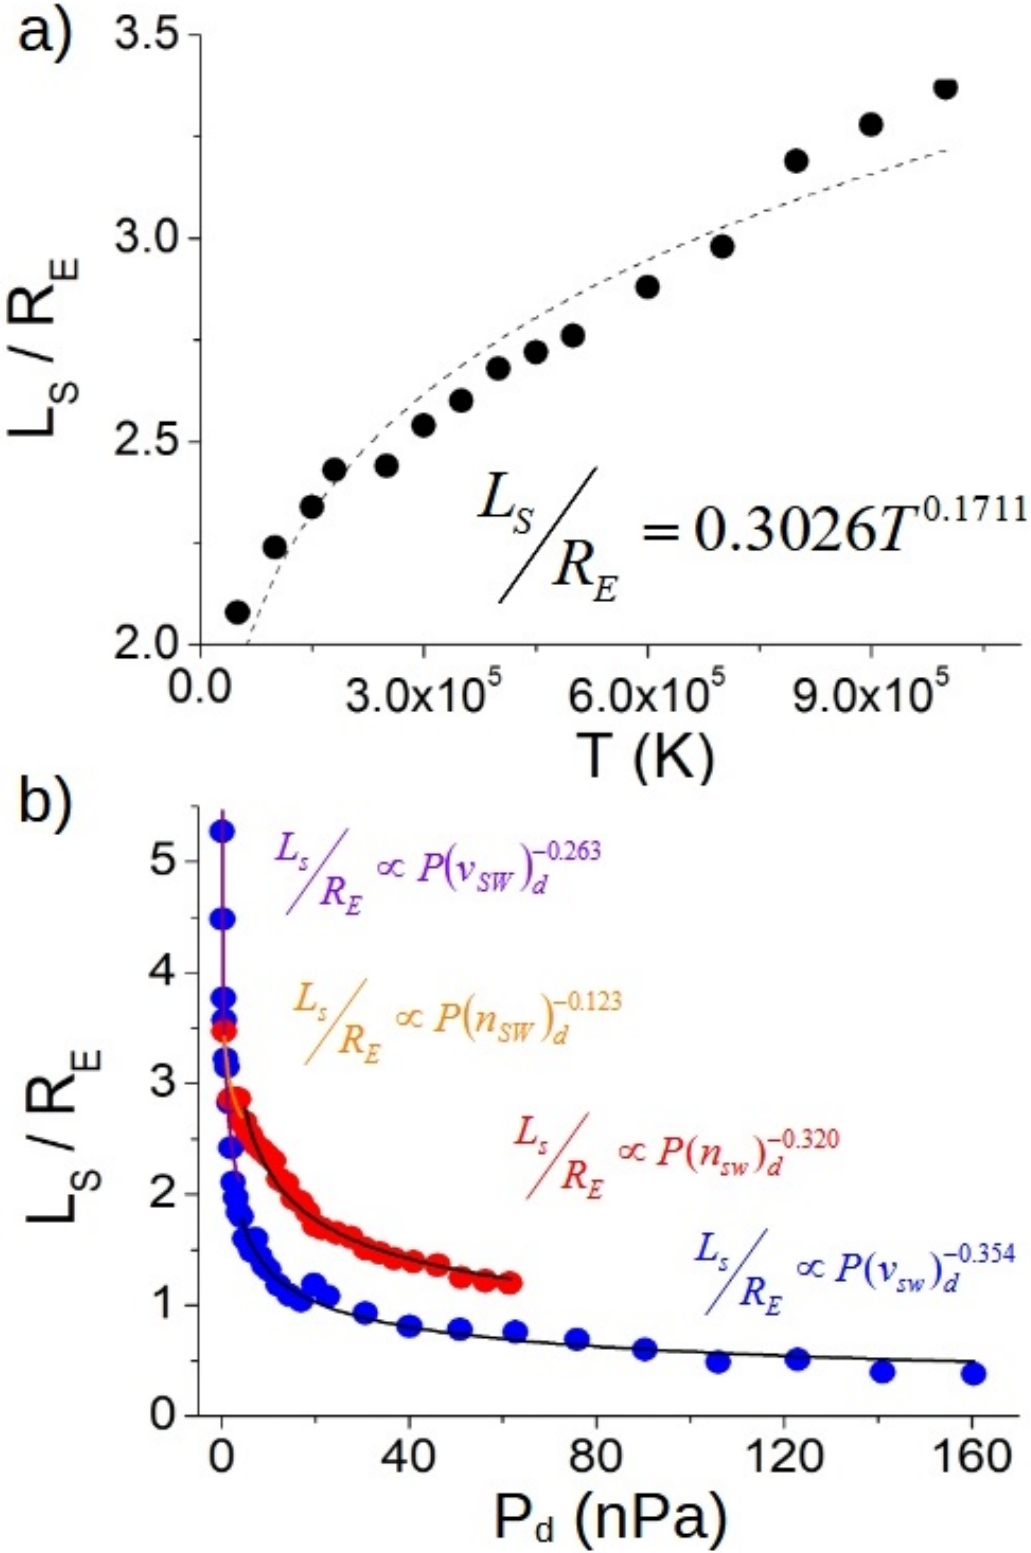 a)
3.5
3.0
2.5
2.0
L_S / R_E
L_S / R_E = 0.3026T^0.1711
0.0 3.0x10^5 6.0x10^5 9.0x10^5
T (K)
b)
5
4
3
2
1
0
L_S / R_E
L_s / R_E ∝ P(v_SW)_d^−0.263
L_s / R_E ∝ P(n_SW)_d^−0.123
L_s / R_E ∝ P(n_sw)_d^−0.320
L_s / R_E ∝ P(v_sw)_d^−0.354
0 40 80 120 160
P_d (nPa)